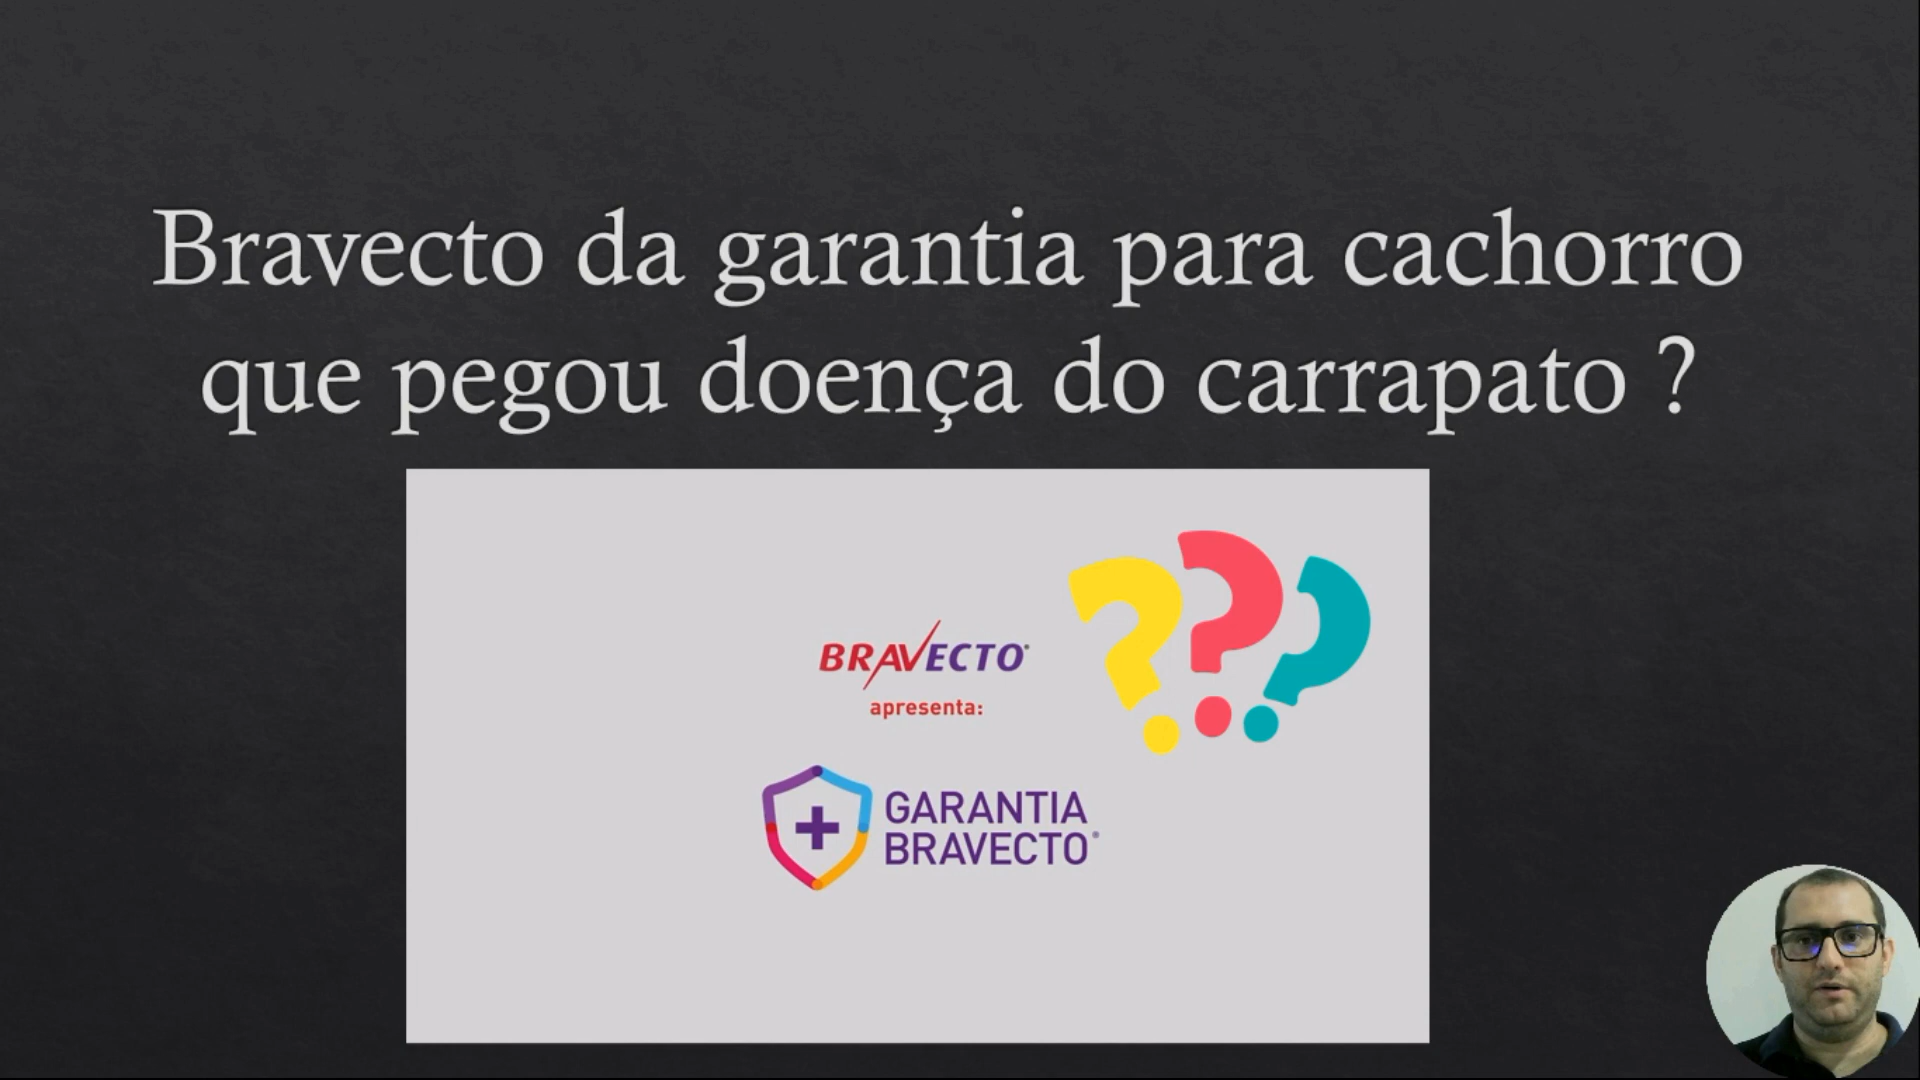 Bravecto da garantia para cachorro
que pegou doença do carrapato ?
BRAVECTO®
apresenta:
GARANTIA
BRAVECTO®